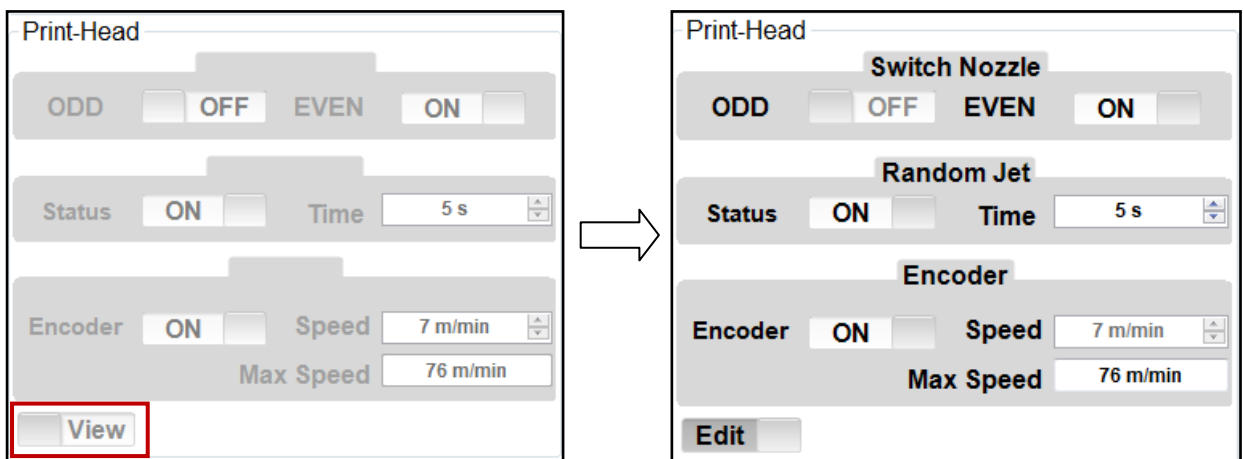 Print-Head
ODD OFF EVEN ON
Status ON Time 5 s
Encoder ON Speed 7 m/min
Max Speed 76 m/min
View
Print-Head
Switch Nozzle
ODD OFF EVEN ON
Random Jet
Status ON Time 5 s
Encoder
Encoder ON Speed 7 m/min
Max Speed 76 m/min
Edit